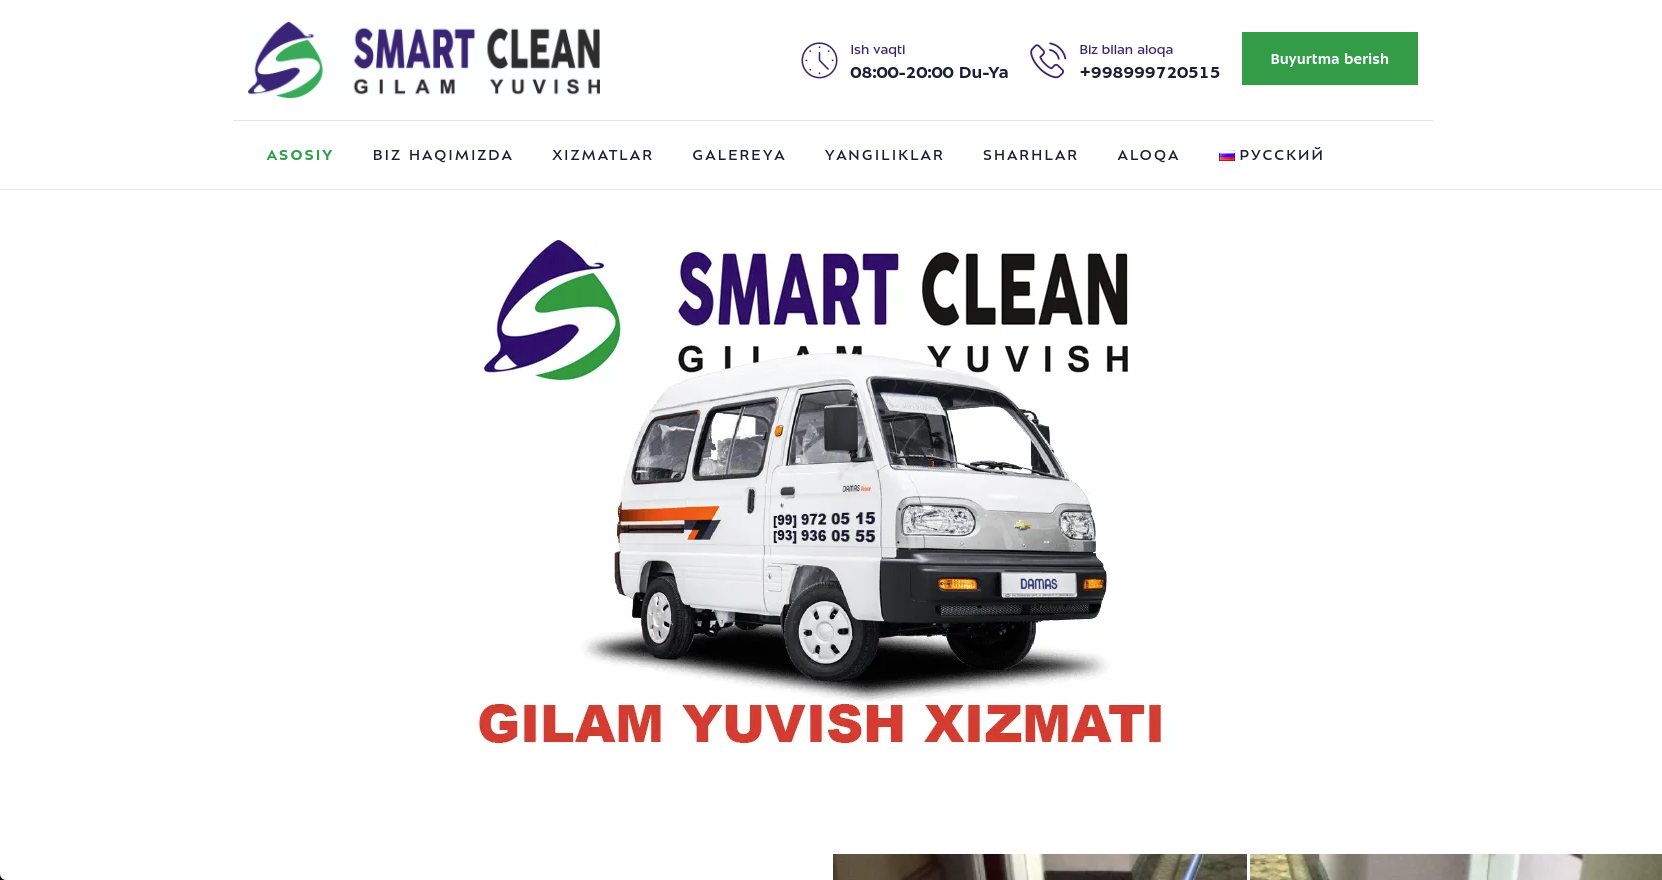 SMART CLEAN
GILAM YUVISH
Ish vaqti
08:00-20:00 Du-Ya
Biz bilan aloqa
+998999720515
Buyurtma berish
ASOSIY BIZ HAQIMIZDA XIZMATLAR GALEREYA YANGILIKLAR SHARHLAR ALOQA РУССКИЙ
SMART CLEAN
GILAM YUVISH
DAMAS
[99] 972 05 15
[93] 936 05 55
DAMAS
GILAM YUVISH XIZMATI